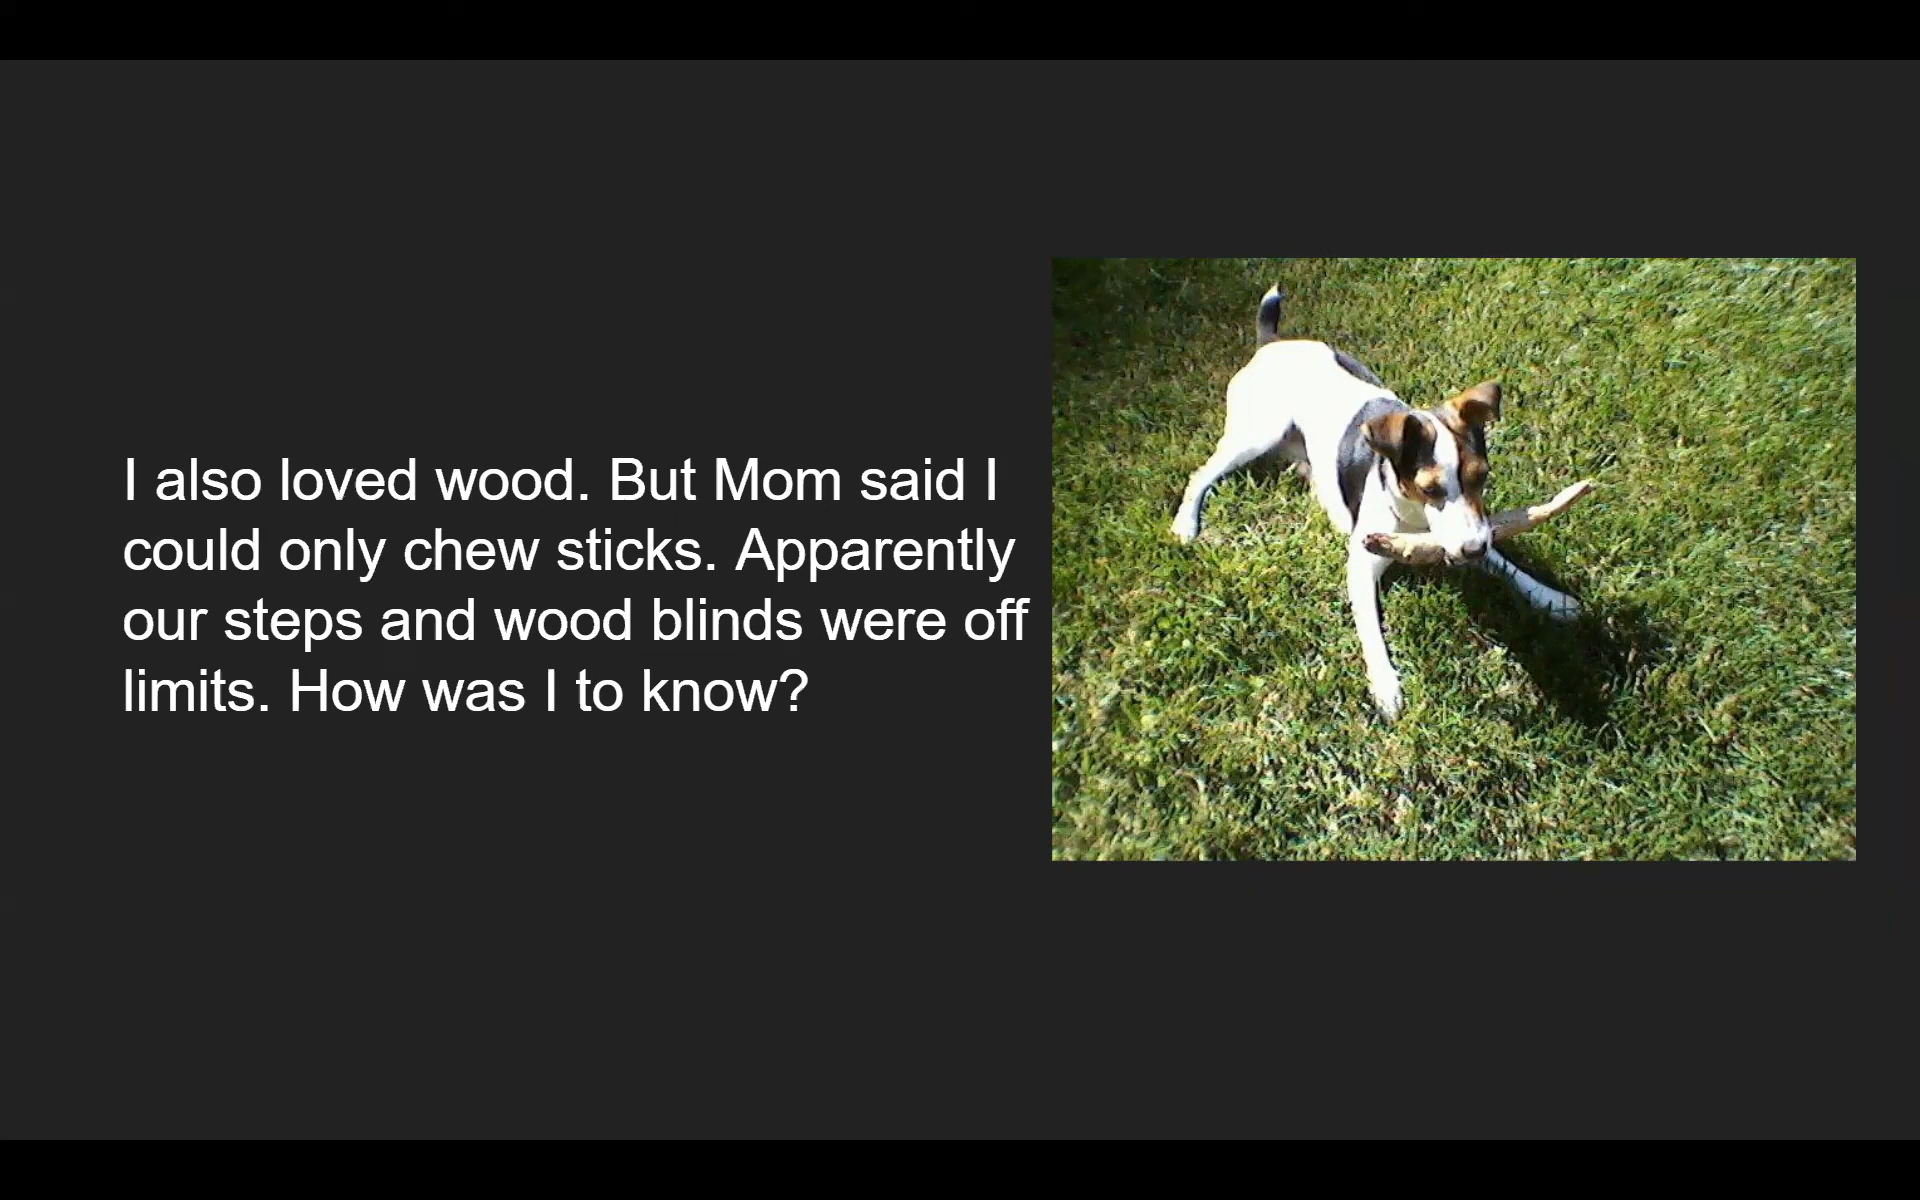 I also loved wood. But Mom said I
could only chew sticks. Apparently
our steps and wood blinds were off
limits. How was I to know?